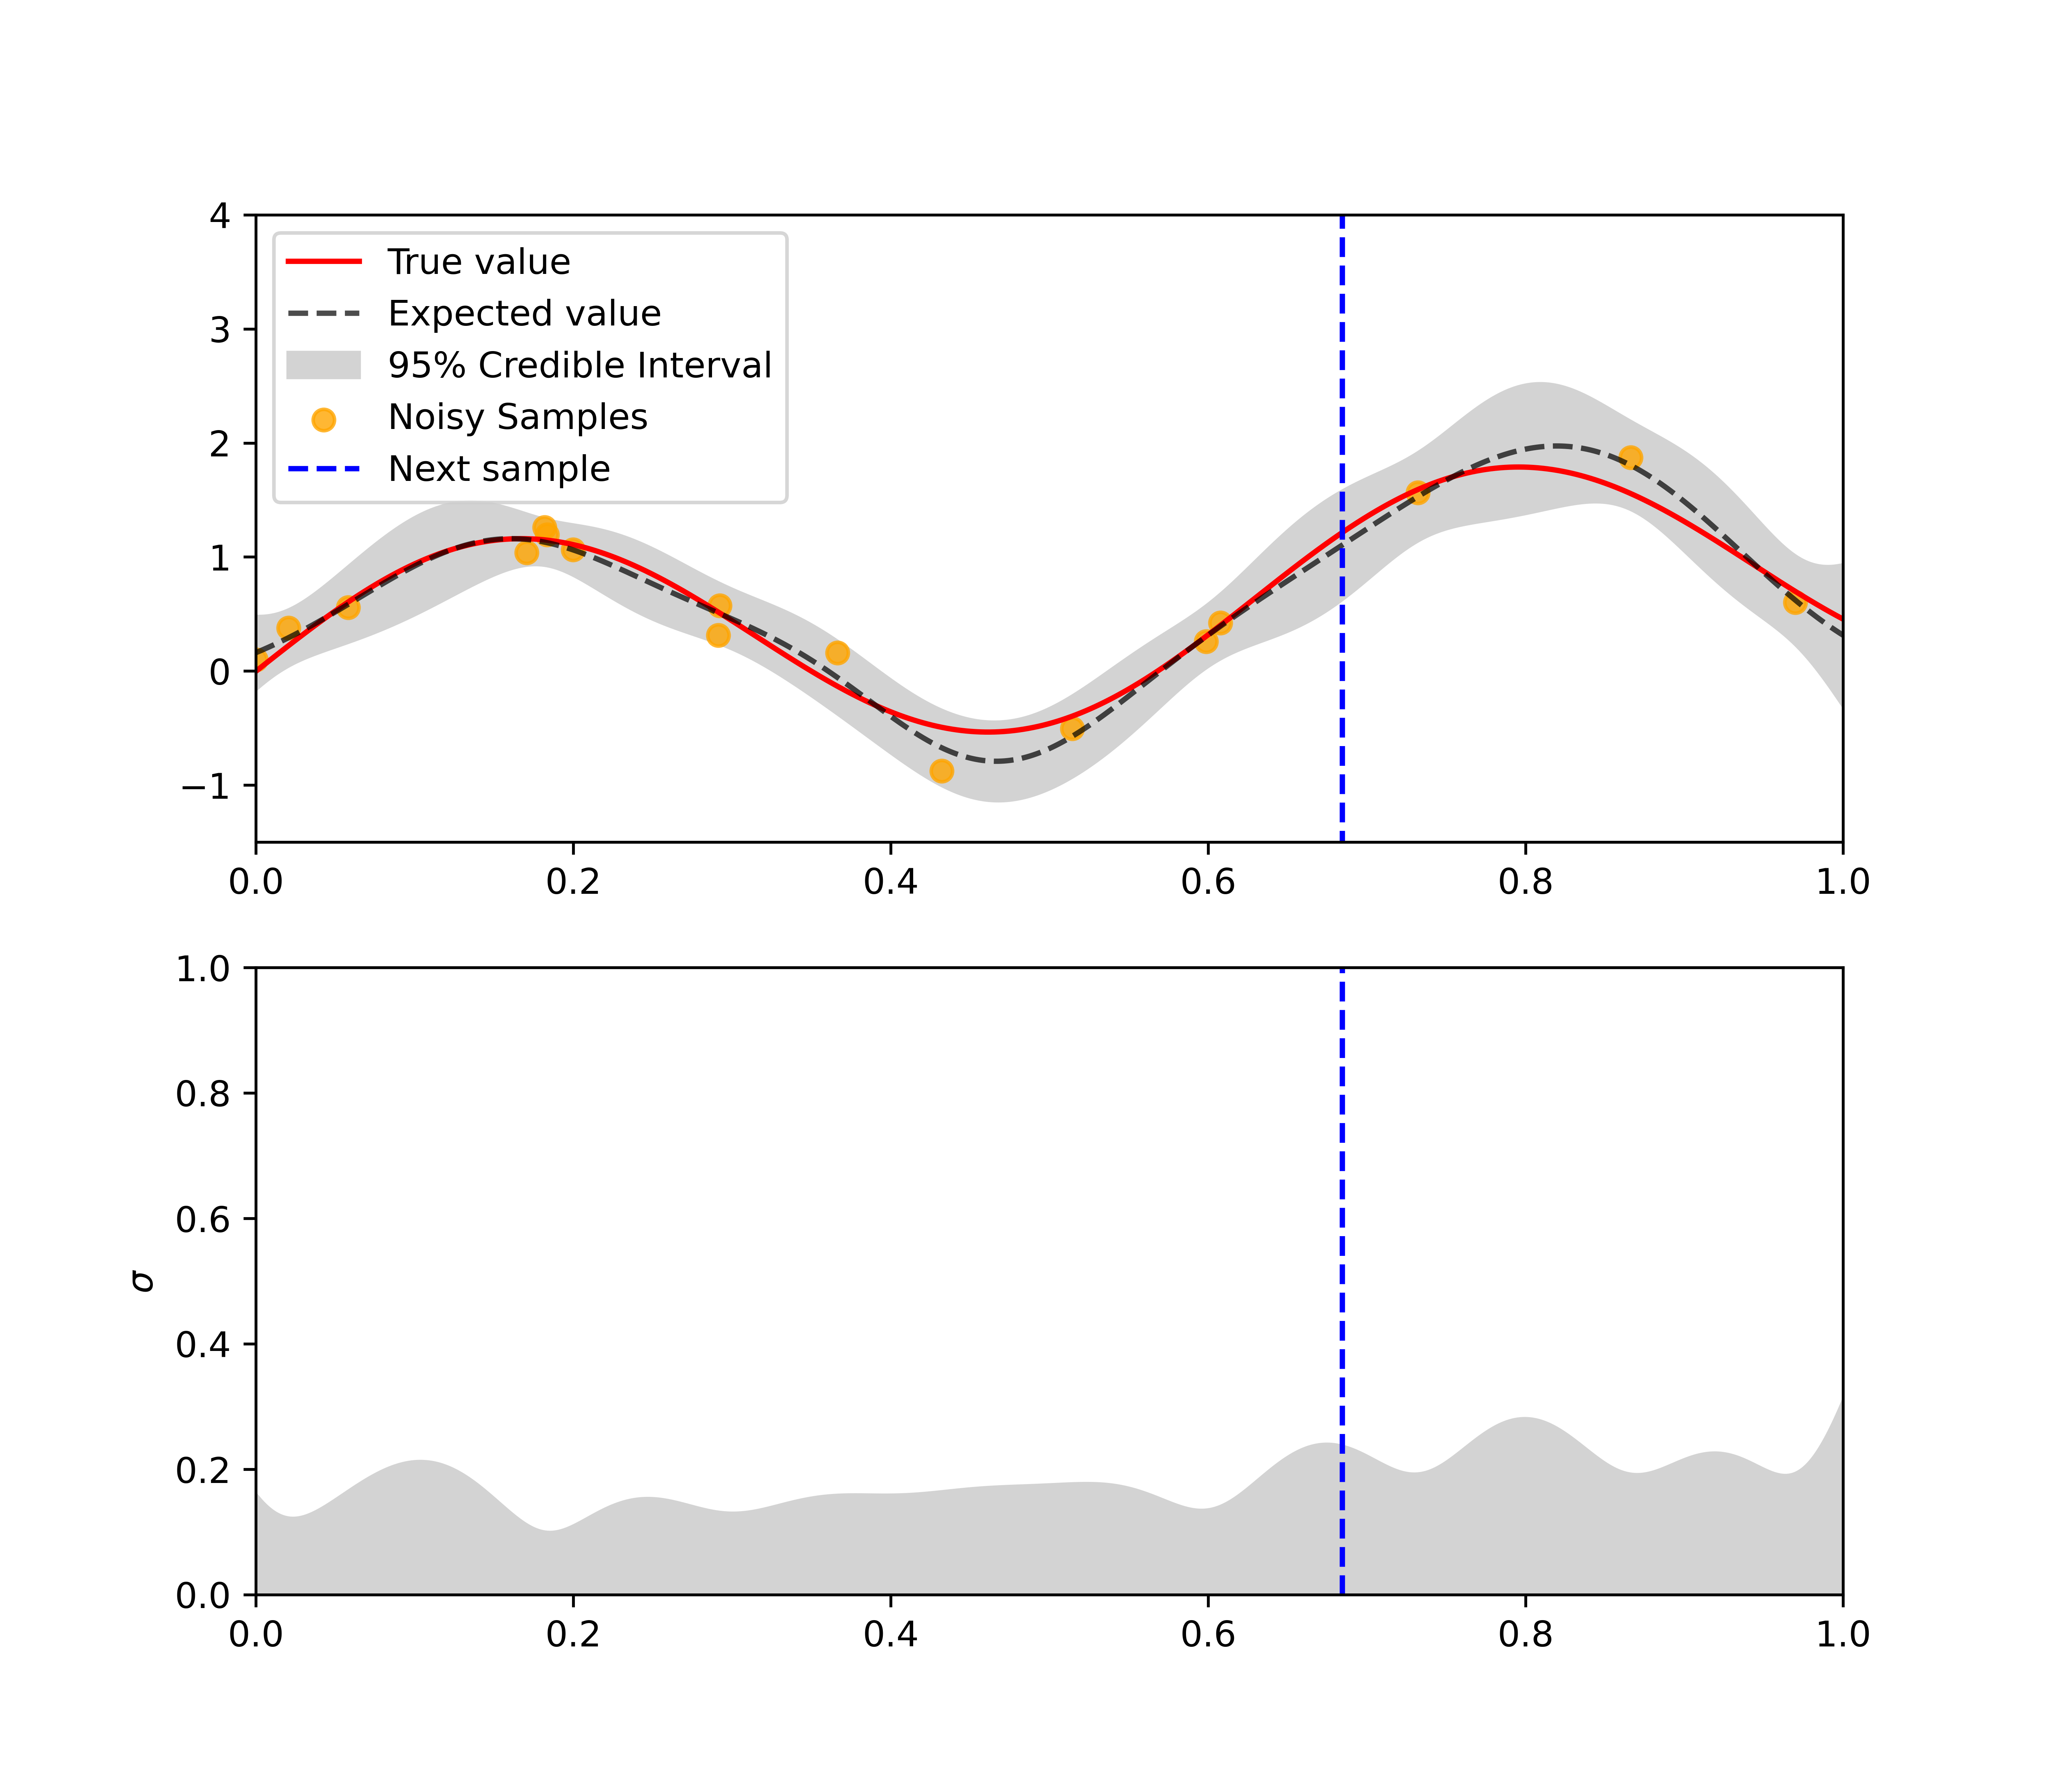 4
3
2
1
0
−1
True value
Expected value
95% Credible Interval
Noisy Samples
Next sample
0.0 0.2 0.4 0.6 0.8 1.0
1.0
0.8
0.6
0.4
0.2
0.0
σ
0.0 0.2 0.4 0.6 0.8 1.0